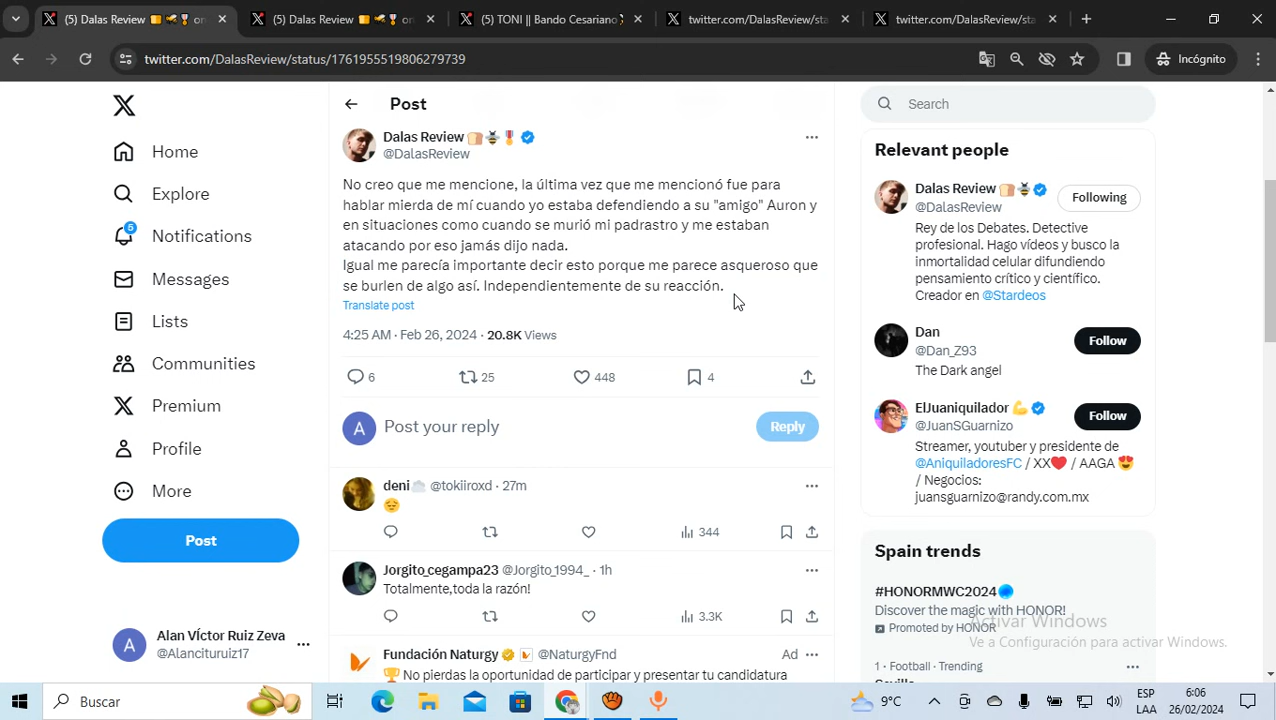 (5) Dalas Review on
(5) Dalas Review on
(5) TONI || Bando Cesariano
twitter.com/DalasReview/sta
twitter.com/DalasReview/sta
twitter.com/DalasReview/status/1761955519806279739
Incógnito
Home
Explore
5
Notifications
Messages
Lists
Communities
Premium
Profile
More
Post
Alan VÍctor Ruiz Zeva
@Alancituruiz17
Post
Dalas Review
@DalasReview
No creo que me mencione, la última vez que me mencionó fue para
hablar mierda de mí cuando yo estaba defendiendo a su "amigo" Auron y
en situaciones como cuando se murió mi padrastro y me estaban
atacando por eso jamás dijo nada.
Igual me parecía importante decir esto porque me parece asqueroso que
se burlen de algo así. Independientemente de su reacción.
Translate post
4:25 AM · Feb 26, 2024 · 20.8K Views
6 25 448 4
A Post your reply Reply
deni @tokiiroxd · 27m
344
Jorgito_cegampa23 @Jorgito_1994_ · 1h
Totalmente,toda la razón!
3.3K
Fundación Naturgy @NaturgyFnd Ad
No pierdas la oportunidad de participar y presentar tu candidatura
Search
Relevant people
Dalas Review
@DalasReview
Following
Rey de los Debates. Detective
profesional. Hago vídeos y busco la
inmortalidad celular difundiendo
pensamiento crítico y científico.
Creador en @Stardeos
Dan
@Dan_Z93
Follow
The Dark angel
ElJuaniquilador
@JuanSGuarnizo
Follow
Streamer, youtuber y presidente de
@AniquiladoresFC / XX❤️ / AAGA 😍
/ Negocios:
juansguarnizo@randy.com.mx
Spain trends
#HONORMWC2024
Discover the magic with HONOR!
Promoted by HONOR
1 · Football · Trending
Sevilla
Activar Windows
Ve a Configuración para activar Windows.
Buscar
9°C
ESP
LAA
6:06
26/02/2024